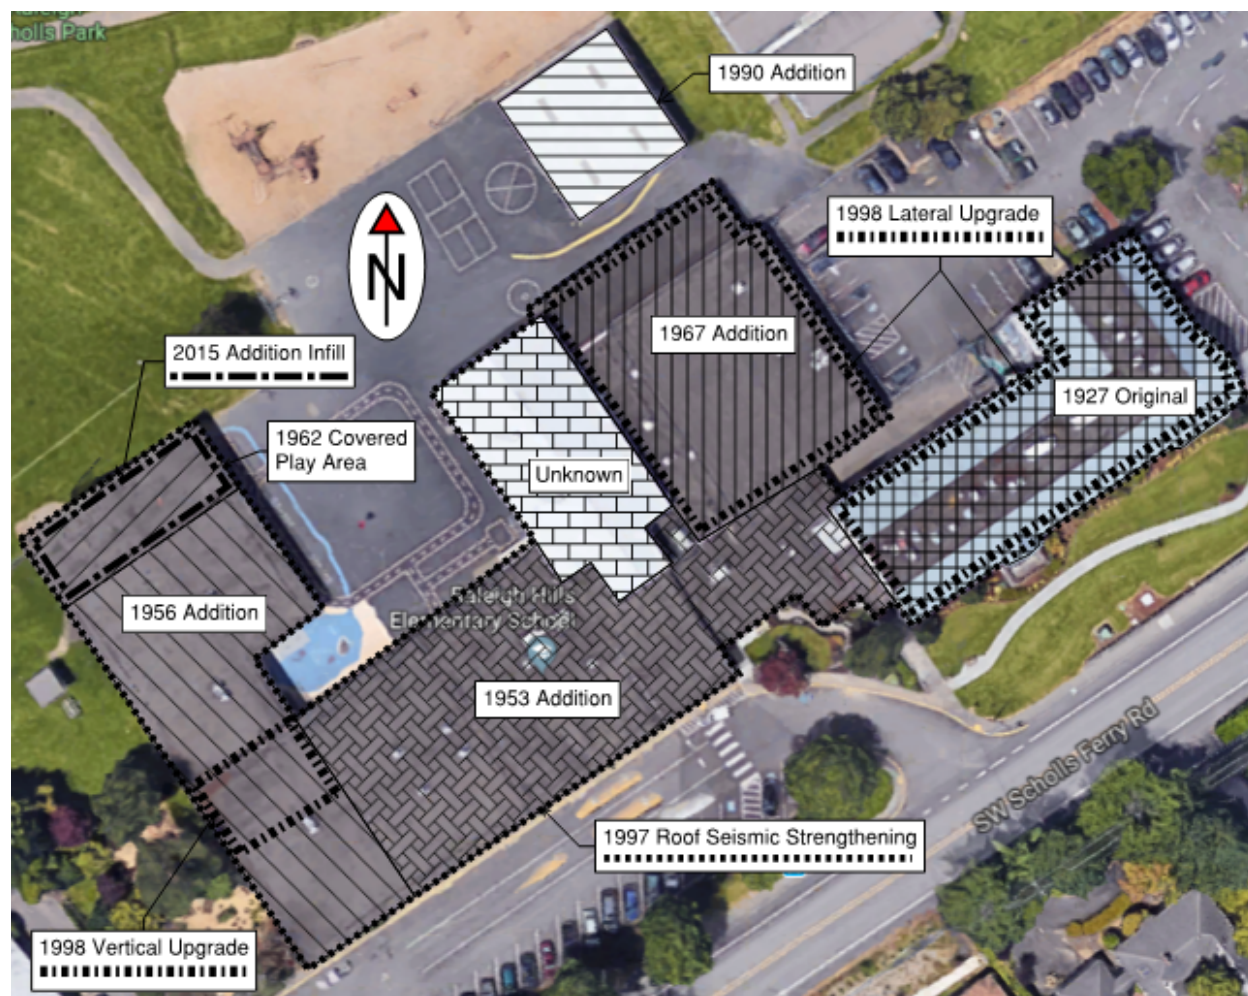 holls Park
1990 Addition
1998 Lateral Upgrade
N
1967 Addition
2015 Addition Infill
1927 Original
1962 Covered
Play Area
Unknown
1956 Addition
Raleigh Hills
Elementary School
1953 Addition
SW Scholls Ferry Rd
1997 Roof Seismic Strengthening
1998 Vertical Upgrade